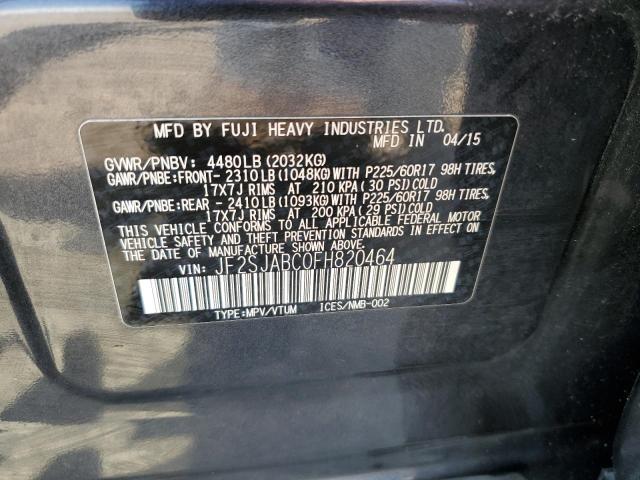 MFD BY FUJI HEAVY INDUSTRIES LTD.
MFD IN 04/15
GVWR/PNBV: 4480LB(2032KG)
GAWR/PNBE:FRONT-2310LB(1048KG)WITH P225/60R17 98H TIRES,
17X7J RIMS AT 210 KPA(30 PSI)COLD
GAWR/PNBE:REAR -2410LB(1093KG)WITH P225/60R17 98H TIRES,
17X7J RIMS AT 200 KPA(29 PSI)COLD
THIS VEHICLE CONFORMS TO ALL APPLICABLE FEDERAL MOTOR
VEHICLE SAFETY AND THEFT PREVENTION STANDARDS IN EFFECT ON
THE DATE OF MANUFACTURE SHOWN ABOVE.
VIN: JF2SJABC0FH820464
TYPE:MPV/VTUM ICES/NMB-002